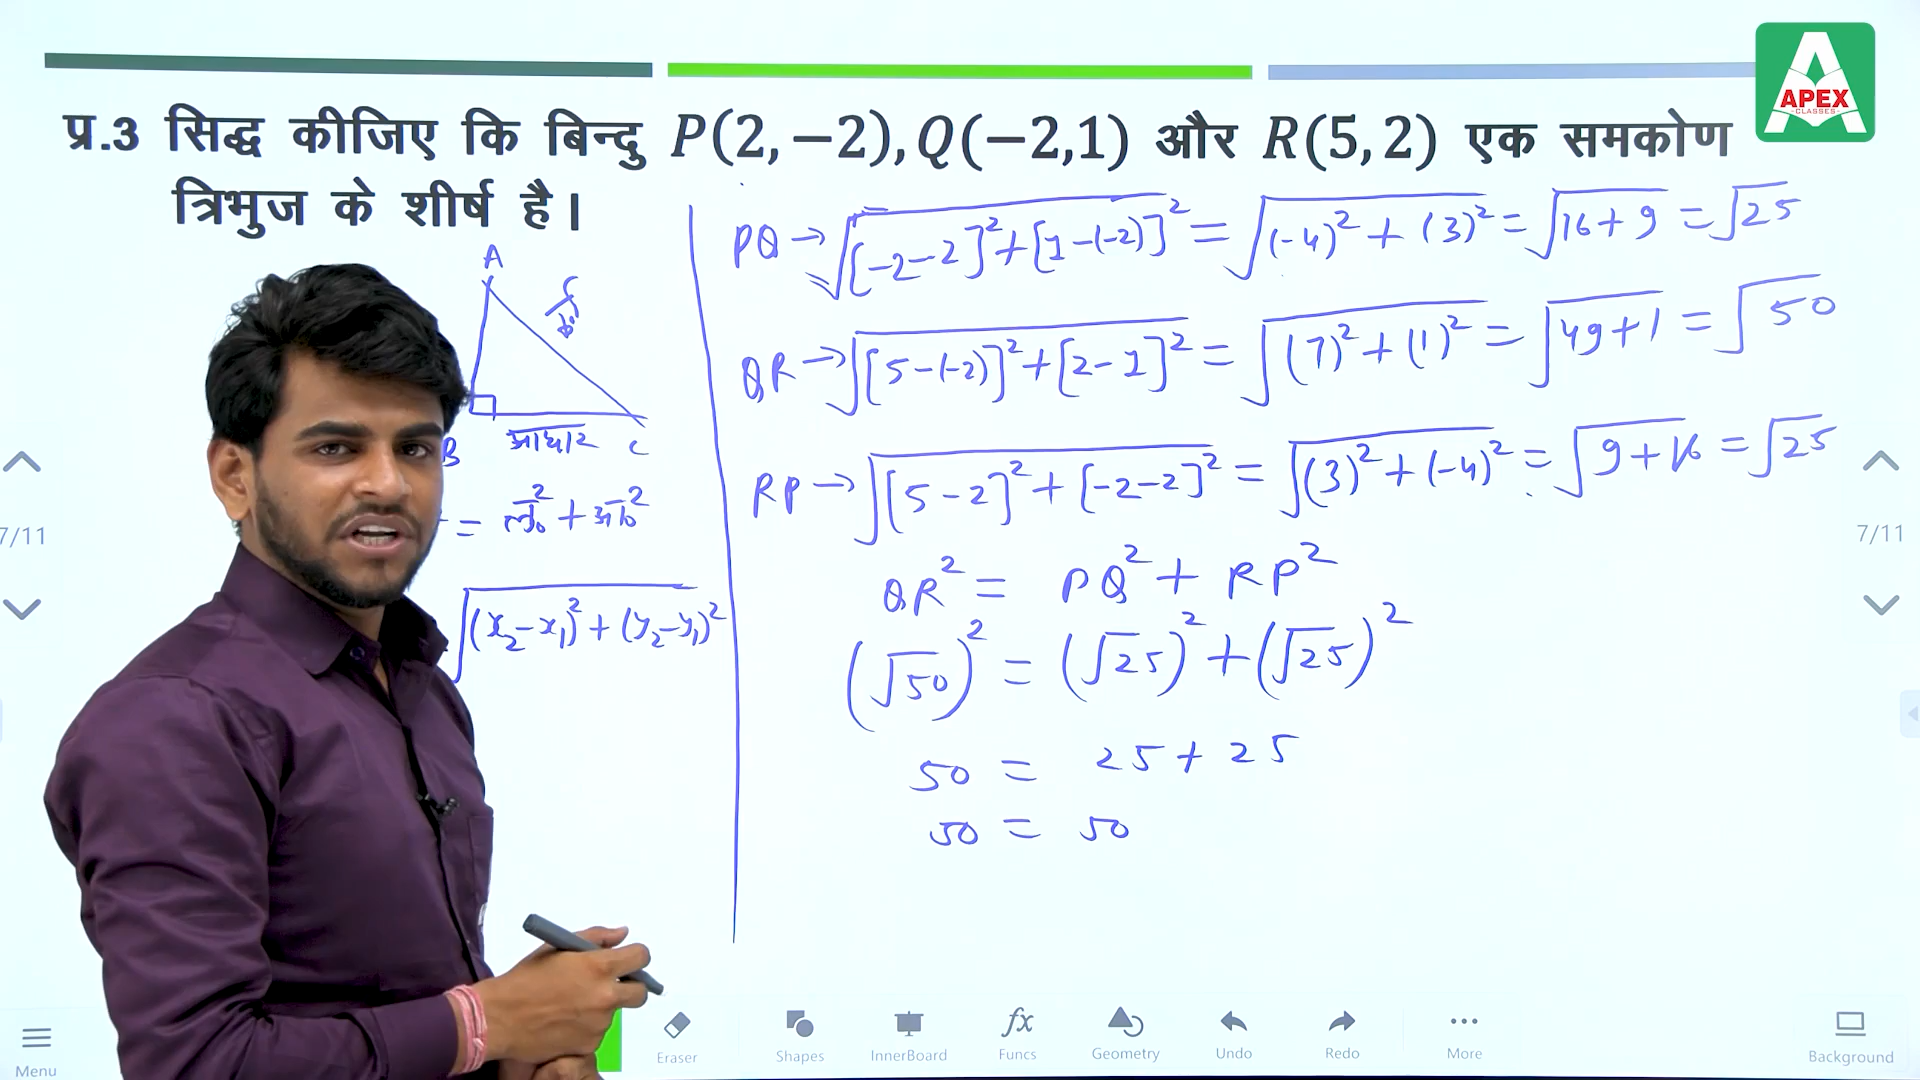 APEX
CLASSES
प्र.3 सिद्ध कीजिए कि बिन्दु P(2,−2),Q(−2,1) और R(5,2) एक समकोण
त्रिभुज के शीर्ष है।
A
B
आधार
C
= ल०² + आ०²
√(x₂−x₁)² + (y₂−y₁)²
PQ → √[−2−2]²+[1−(−2)]² = √(−4)² + (3)² = √16+9 = √25
QR → √[5−(−2)]²+[2−1]² = √(7)²+(1)² = √49+1 = √50
RP → √[5−2]²+[−2−2]² = √(3)²+(−4)² = √9+16 = √25
QR² = PQ² + RP²
(√50)² = (√25)² + (√25)²
50 = 25 + 25
50 = 50
7/11
7/11
Menu
Eraser
Shapes
InnerBoard
Funcs
Geometry
Undo
Redo
More
Background